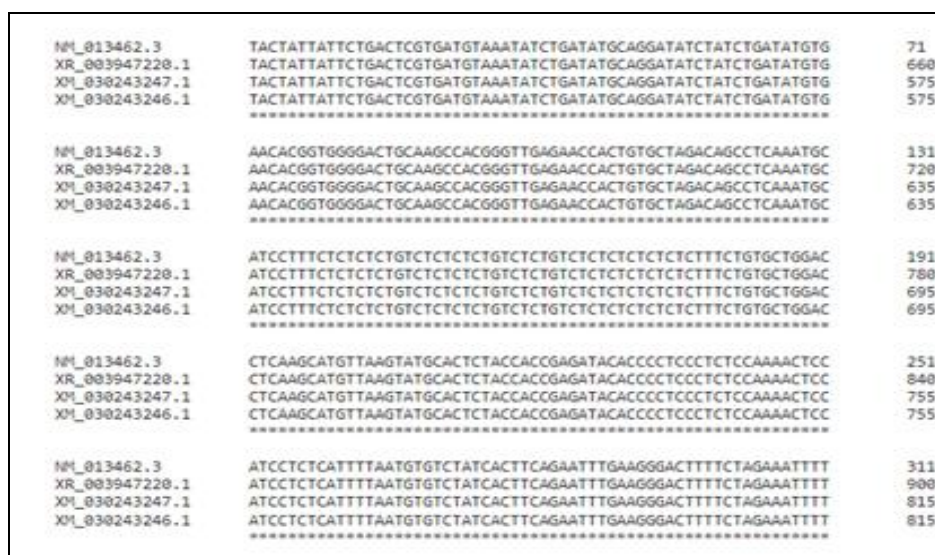 NM_013462.3 TACTATTATTCTGACTCGTGATGTAAATATCTGATATGCAGGATATCTATCTGATATGTG 71
XR_003947220.1 TACTATTATTCTGACTCGTGATGTAAATATCTGATATGCAGGATATCTATCTGATATGTG 660
XM_030243247.1 TACTATTATTCTGACTCGTGATGTAAATATCTGATATGCAGGATATCTATCTGATATGTG 575
XM_030243246.1 TACTATTATTCTGACTCGTGATGTAAATATCTGATATGCAGGATATCTATCTGATATGTG 575
************************************************************
NM_013462.3 AACACGGTGGGGACTGCAAGCCACGGGTTGAGAACCACTGTGCTAGACAGCCTCAAATGC 131
XR_003947220.1 AACACGGTGGGGACTGCAAGCCACGGGTTGAGAACCACTGTGCTAGACAGCCTCAAATGC 720
XM_030243247.1 AACACGGTGGGGACTGCAAGCCACGGGTTGAGAACCACTGTGCTAGACAGCCTCAAATGC 635
XM_030243246.1 AACACGGTGGGGACTGCAAGCCACGGGTTGAGAACCACTGTGCTAGACAGCCTCAAATGC 635
************************************************************
NM_013462.3 ATCCTTTCTCTCTCTGTCTCTCTCTGTCTCTGTCTCTCTCTCTCTCTTTCTGTGCTGGAC 191
XR_003947220.1 ATCCTTTCTCTCTCTGTCTCTCTCTGTCTCTGTCTCTCTCTCTCTCTTTCTGTGCTGGAC 780
XM_030243247.1 ATCCTTTCTCTCTCTGTCTCTCTCTGTCTCTGTCTCTCTCTCTCTCTTTCTGTGCTGGAC 695
XM_030243246.1 ATCCTTTCTCTCTCTGTCTCTCTCTGTCTCTGTCTCTCTCTCTCTCTTTCTGTGCTGGAC 695
************************************************************
NM_013462.3 CTCAAGCATGTTAAGTATGCACTCTACCACCGAGATACACCCCTCCCTCTCCAAAACTCC 251
XR_003947220.1 CTCAAGCATGTTAAGTATGCACTCTACCACCGAGATACACCCCTCCCTCTCCAAAACTCC 840
XM_030243247.1 CTCAAGCATGTTAAGTATGCACTCTACCACCGAGATACACCCCTCCCTCTCCAAAACTCC 755
XM_030243246.1 CTCAAGCATGTTAAGTATGCACTCTACCACCGAGATACACCCCTCCCTCTCCAAAACTCC 755
************************************************************
NM_013462.3 ATCCTCTCATTTTTAATGTGTCTATCACTTCAGAATTTGAAGGGACTTTTCTAGAAATTTT 311
XR_003947220.1 ATCCTCTCATTTTTAATGTGTCTATCACTTCAGAATTTGAAGGGACTTTTCTAGAAATTTT 900
XM_030243247.1 ATCCTCTCATTTTTAATGTGTCTATCACTTCAGAATTTGAAGGGACTTTTCTAGAAATTTT 815
XM_030243246.1 ATCCTCTCATTTTTAATGTGTCTATCACTTCAGAATTTGAAGGGACTTTTCTAGAAATTTT 815
************************************************************